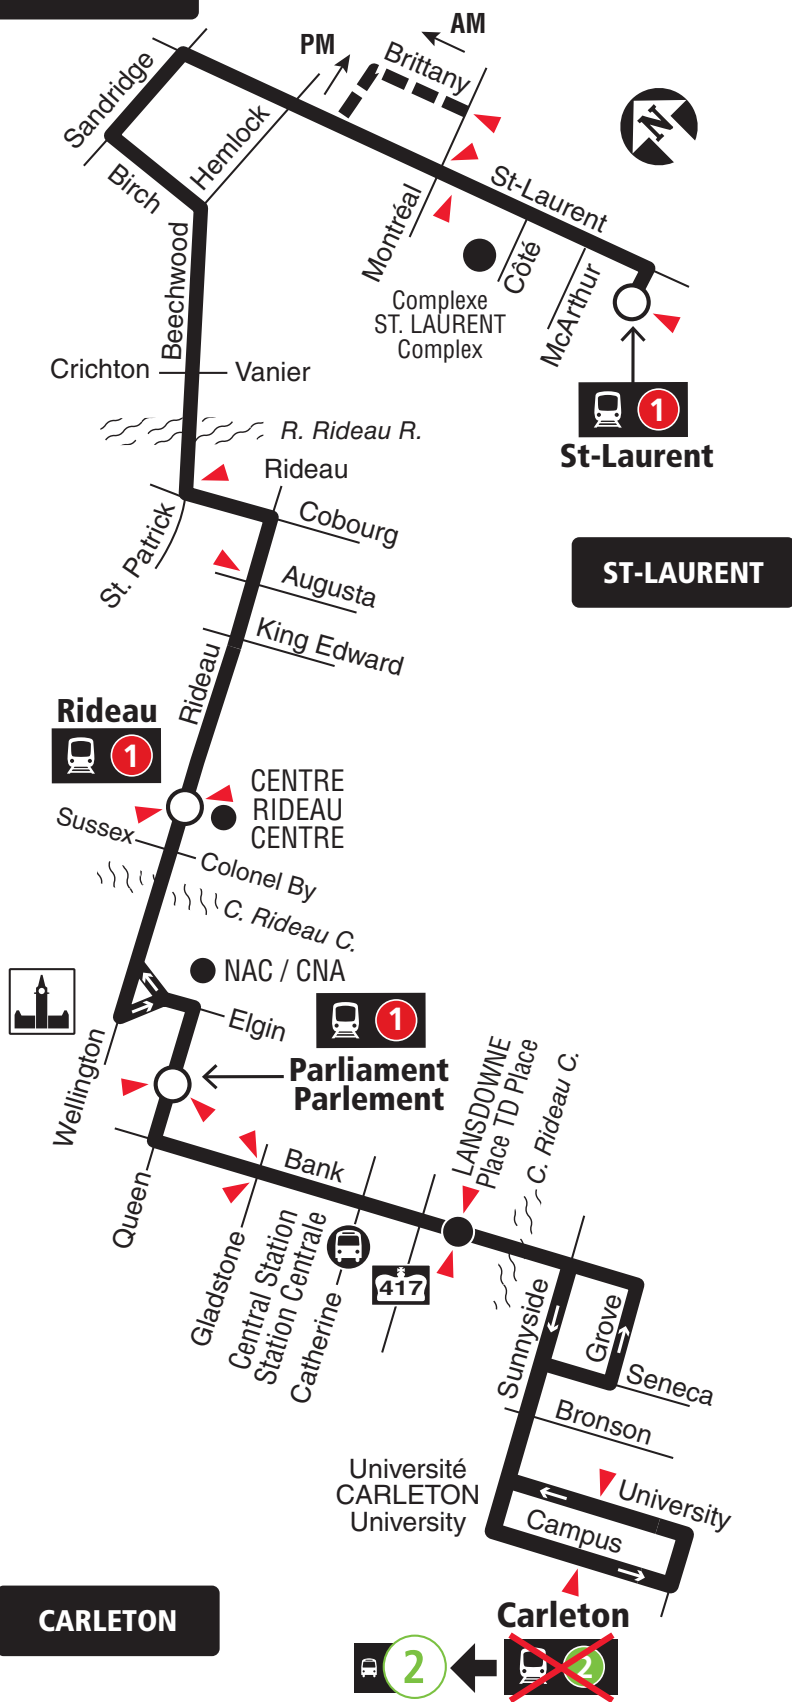 PM
AM
Brittany
Sandridge
Hemlock
Birch
N
St-Laurent
Montréal
Côté
McArthur
Beechwood
Complexe
ST. LAURENT
Complex
Crichton
Vanier
1
St-Laurent
R. Rideau R.
Rideau
Cobourg
St. Patrick
ST-LAURENT
Augusta
King Edward
Rideau
Rideau
1
CENTRE
RIDEAU
CENTRE
Sussex
Colonel By
C. Rideau C.
NAC / CNA
Elgin
1
Wellington
Parliament
Parlement
LANSDOWNE
Place TD Place
C. Rideau C.
Queen
Bank
Gladstone
Central Station
Station Centrale
Catherine
417
Sunnyside
Grove
Seneca
Bronson
Université
CARLETON
University
University
Campus
CARLETON
Carleton
2
2